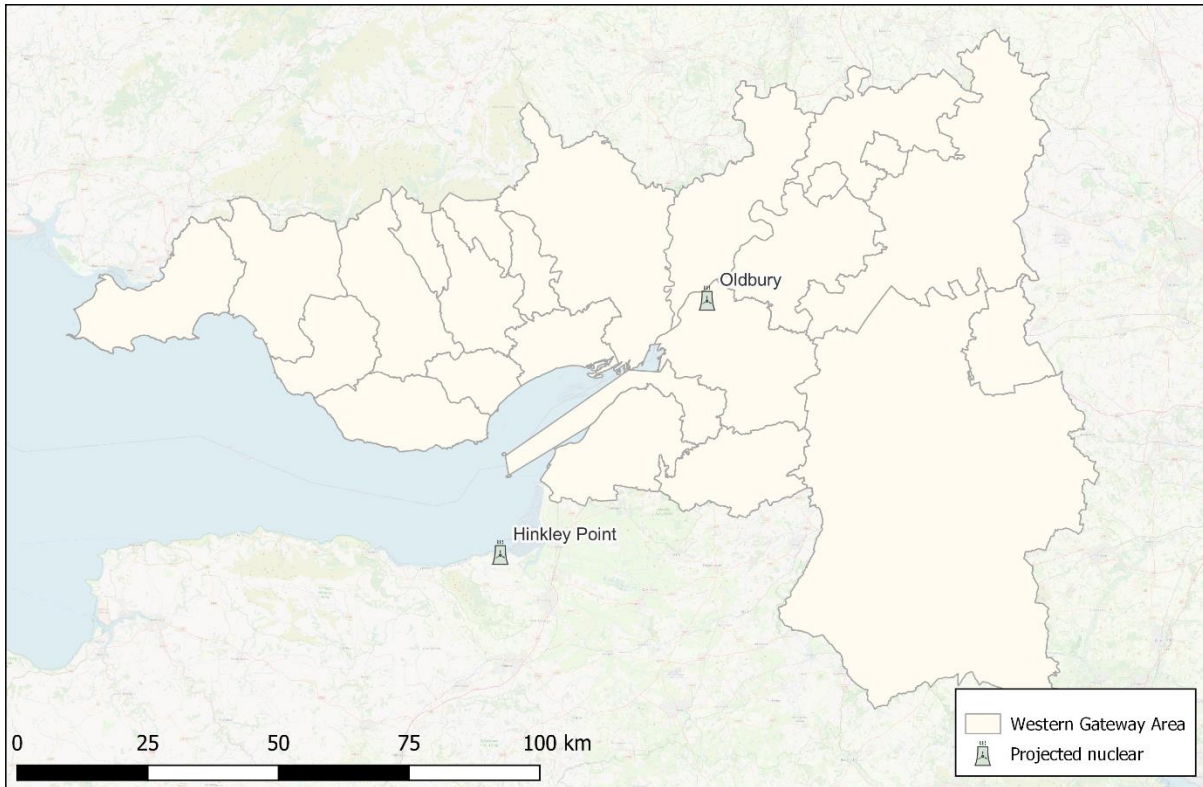 Oldbury
Hinkley Point
0 25 50 75 100 km
Western Gateway Area
Projected nuclear